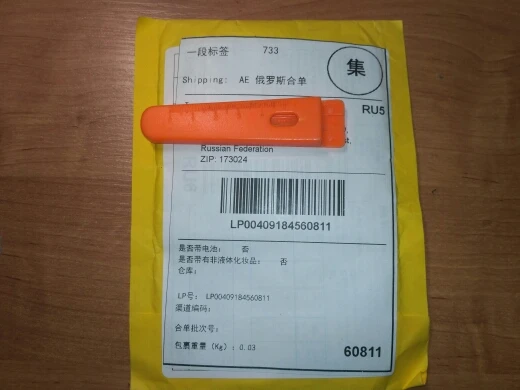 一段标签 733
集
Shipping: AE 俄罗斯合单
RU5
Russian Federation
ZIP: 173024
LP00409184560811
是否带电池: 否
是否带有非液体化妆品: 否
仓库:
LP号: LP00409184560811
渠道编码:
合单批次号:
包裹重量 (Kg) : 0.03
60811